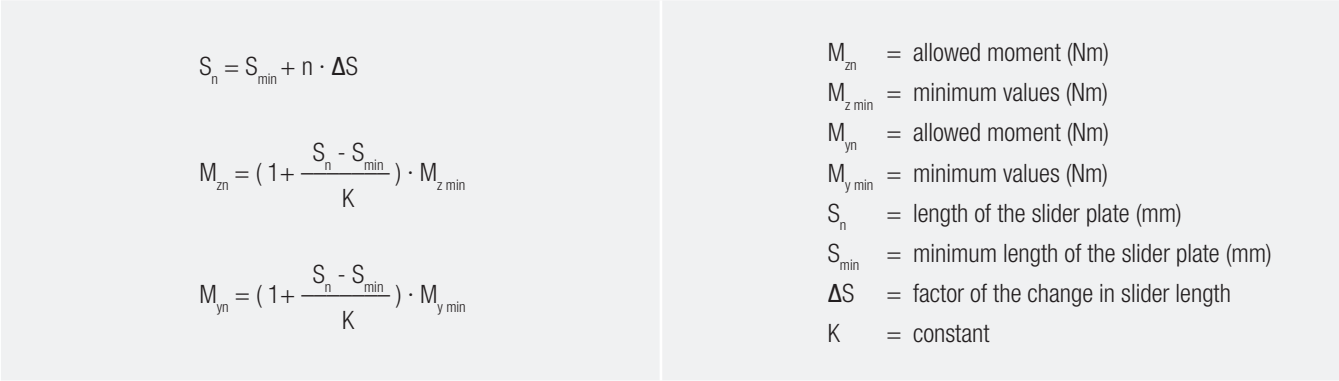 S_n = S_min + n · ΔS
M_zn = ( 1+ (S_n - S_min) / K ) · M_z min
M_yn = ( 1+ (S_n - S_min) / K ) · M_y min
M_zn = allowed moment (Nm)
M_z min = minimum values (Nm)
M_yn = allowed moment (Nm)
M_y min = minimum values (Nm)
S_n = length of the slider plate (mm)
S_min = minimum length of the slider plate (mm)
ΔS = factor of the change in slider length
K = constant